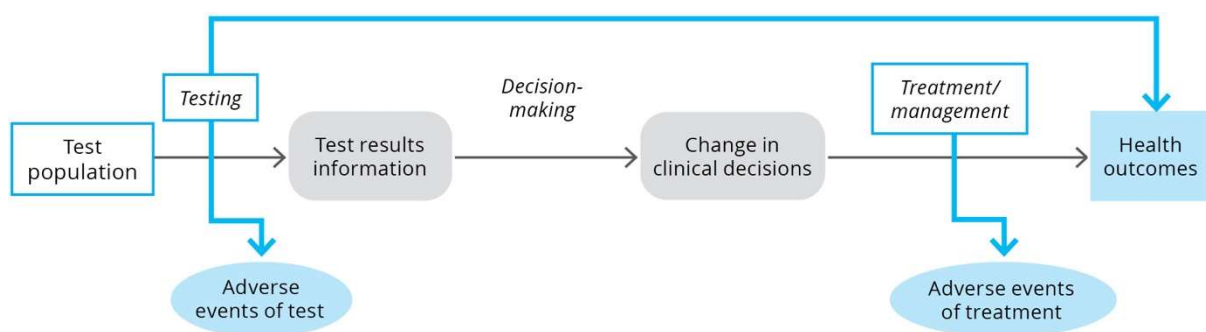 Testing
Decision-
making
Treatment/
management
Test
population
Test results
information
Change in
clinical decisions
Health
outcomes
Adverse
events of test
Adverse events
of treatment